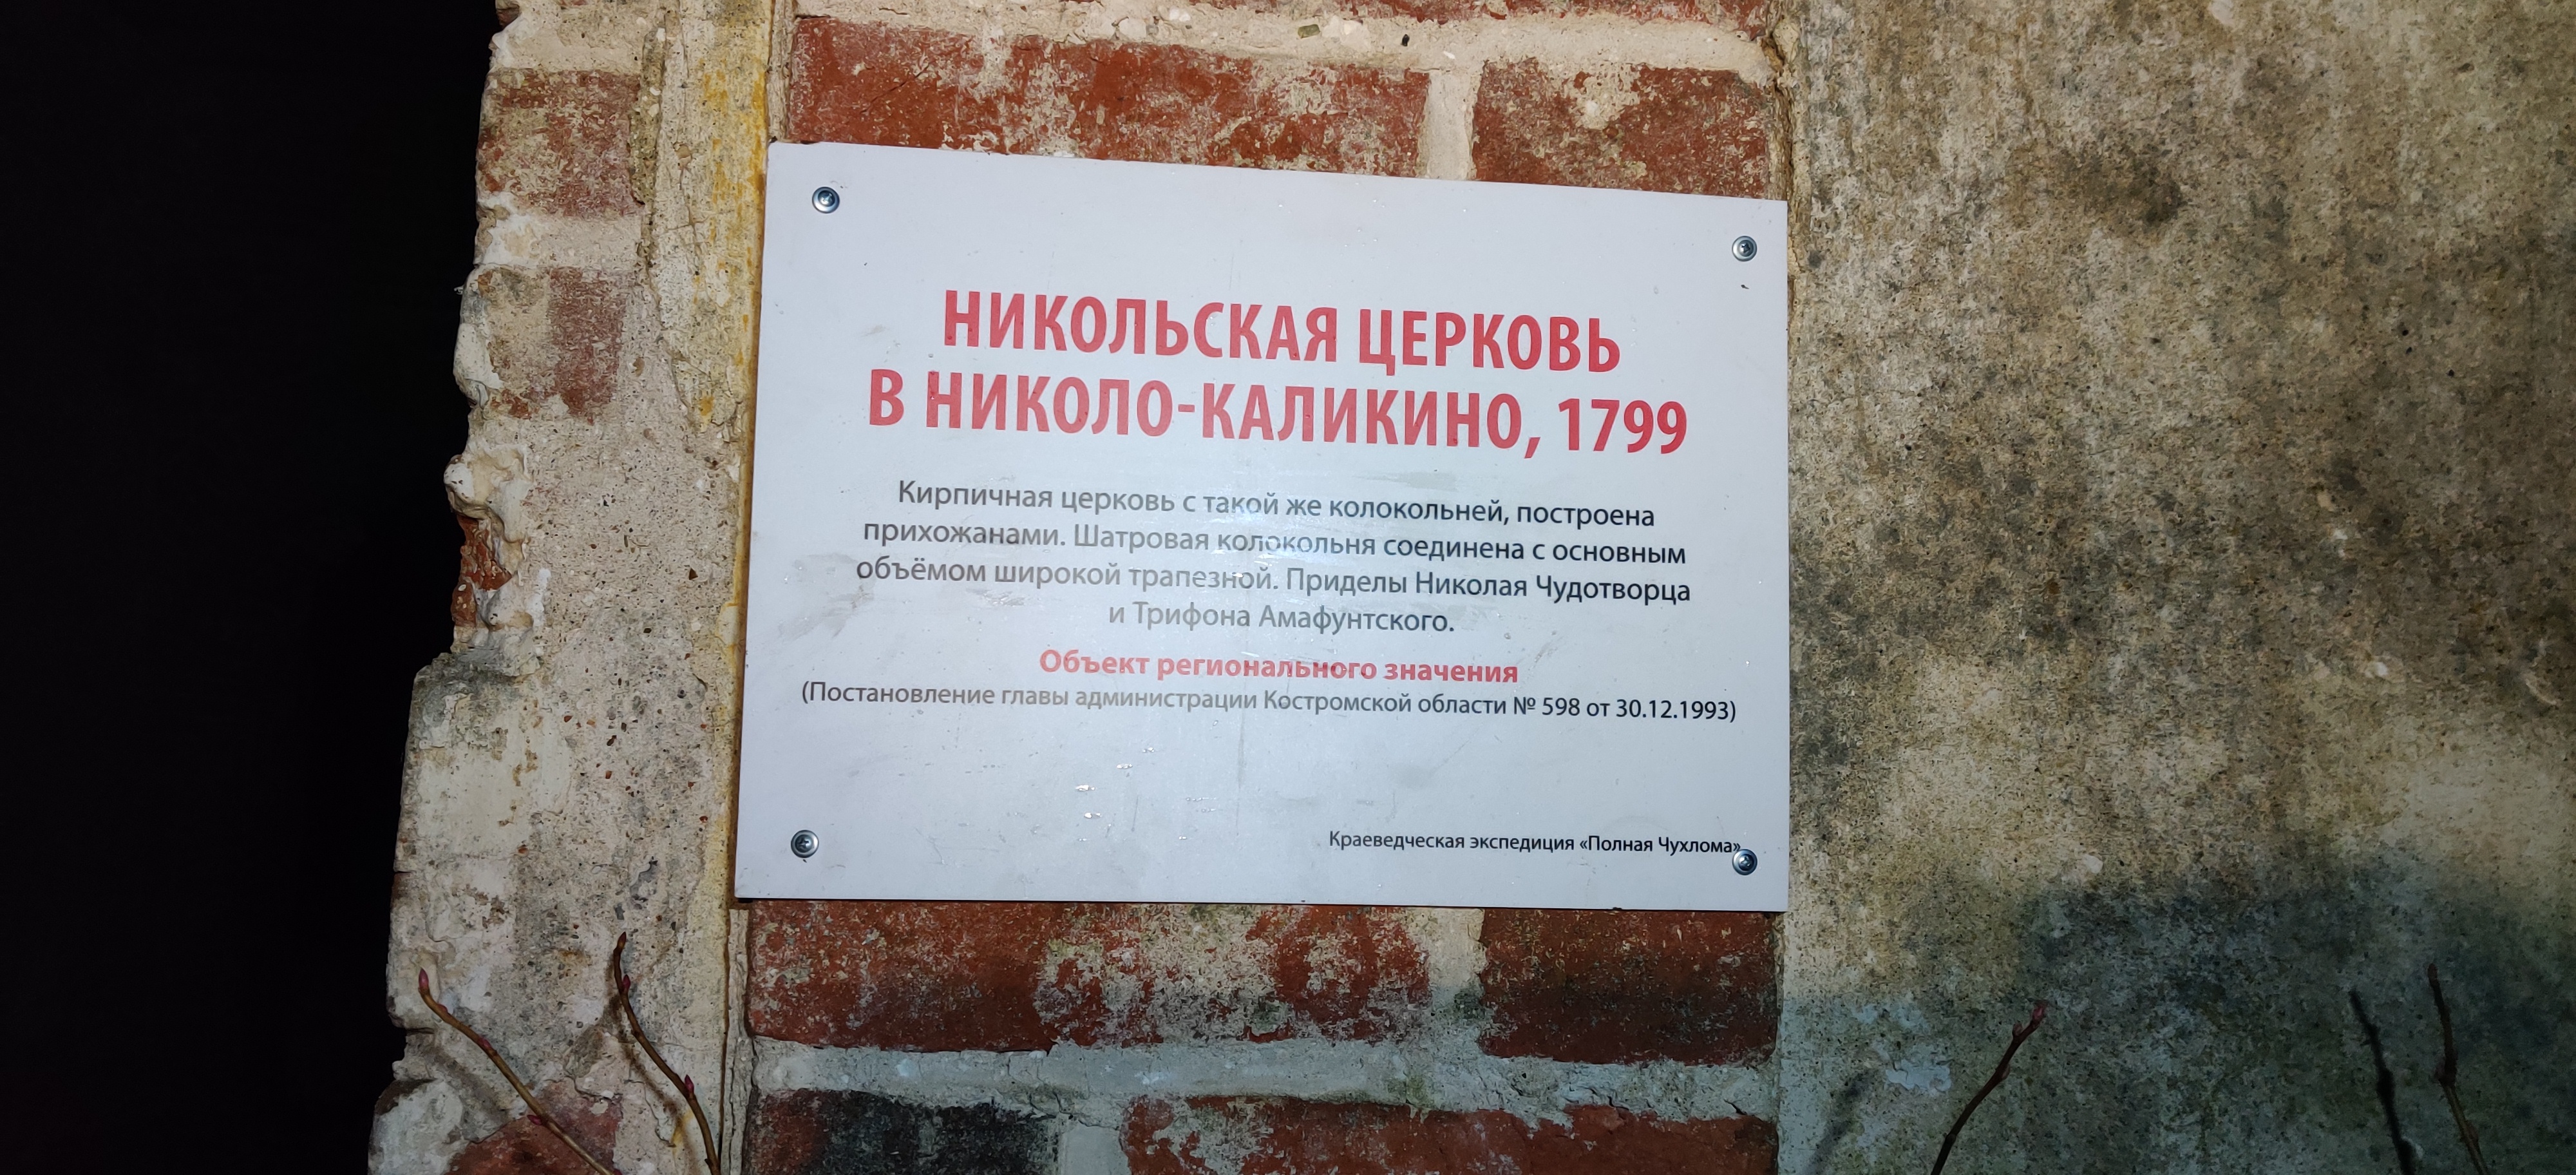 НИКОЛЬСКАЯ ЦЕРКОВЬ
В НИКОЛО-КАЛИКИНО, 1799
Кирпичная церковь с такой же колокольней, построена
прихожанами. Шатровая колокольня соединена с основным
объёмом широкой трапезной. Приделы Николая Чудотворца
и Трифона Амафунтского.
Объект регионального значения
(Постановление главы администрации Костромской области № 598 от 30.12.1993)
Краеведческая экспедиция «Полная Чухлома»